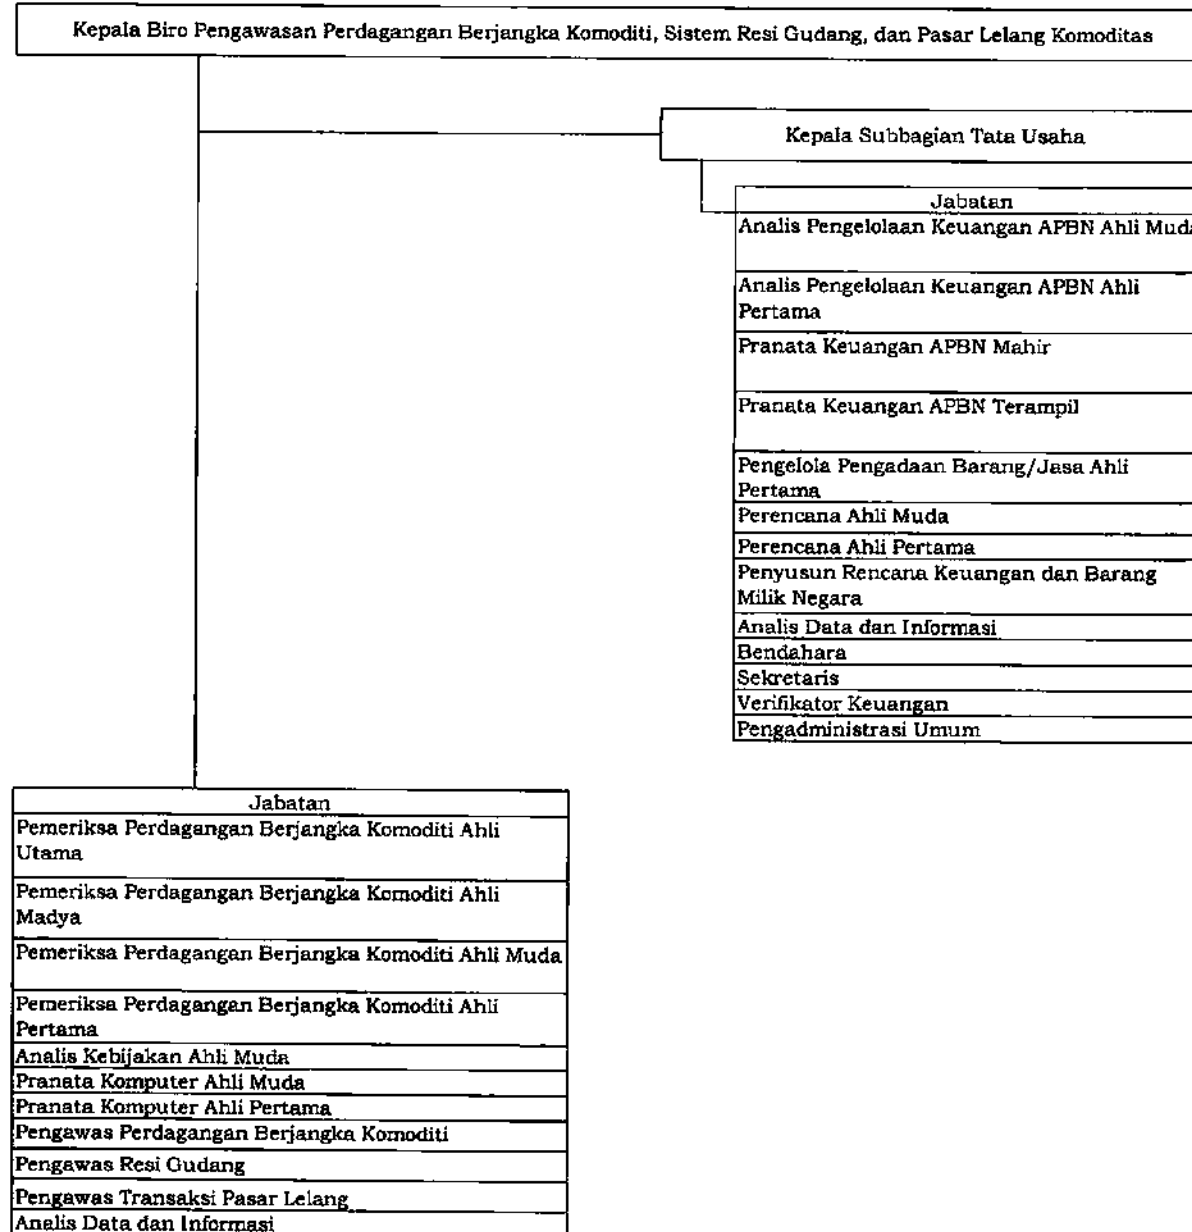 Kepala Biro Pengawasan Perdagangan Berjangka Komoditi, Sistem Resi Gudang, dan Pasar Lelang Komoditas
Kepala Subbagian Tata Usaha
Jabatan
Analis Pengelolaan Keuangan APBN Ahli Muda
Analis Pengelolaan Keuangan APBN Ahli
Pertama
Pranata Keuangan APBN Mahir
Pranata Keuangan APBN Terampil
Pengelola Pengadaan Barang/Jasa Ahli
Pertama
Perencana Ahli Muda
Perencana Ahli Pertama
Penyusun Rencana Keuangan dan Barang
Milik Negara
Analis Data dan Informasi
Bendahara
Sekretaris
Verifikator Keuangan
Pengadministrasi Umum
Jabatan
Pemeriksa Perdagangan Berjangka Komoditi Ahli
Utama
Pemeriksa Perdagangan Berjangka Komoditi Ahli
Madya
Pemeriksa Perdagangan Berjangka Komoditi Ahli Muda
Pemeriksa Perdagangan Berjangka Komoditi Ahli
Pertama
Analis Kebijakan Ahli Muda
Pranata Komputer Ahli Muda
Pranata Komputer Ahli Pertama
Pengawas Perdagangan Berjangka Komoditi
Pengawas Resi Gudang
Pengawas Transaksi Pasar Lelang
Analis Data dan Informasi